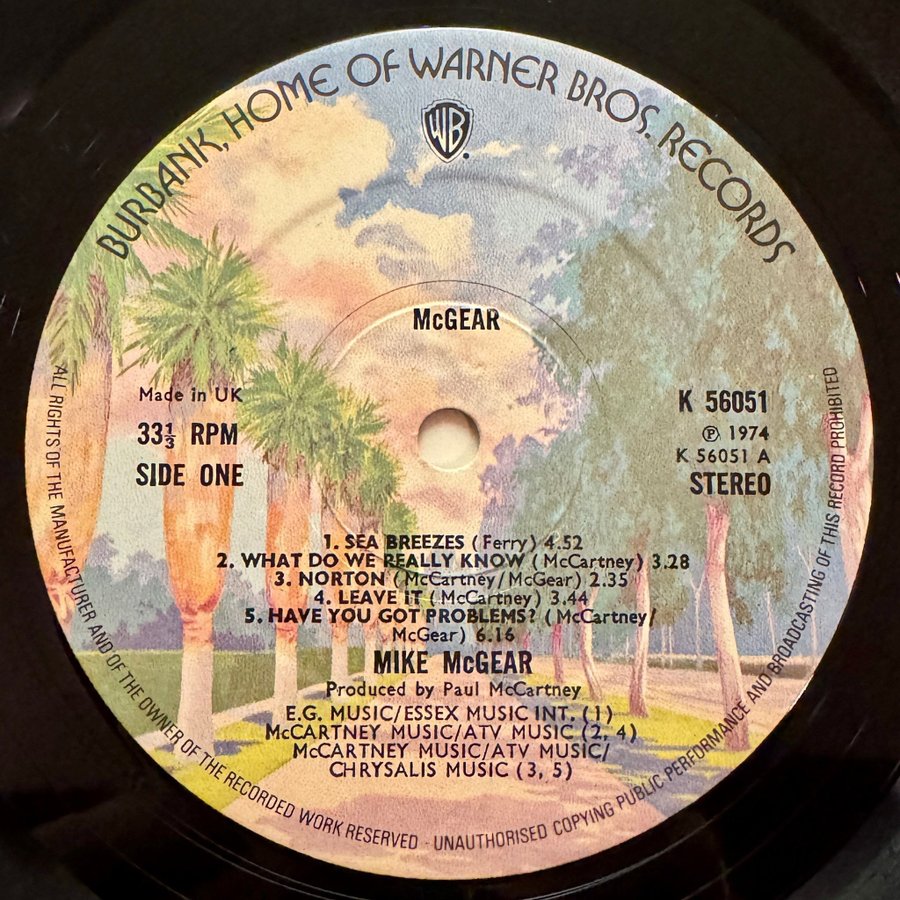 BURBANK, HOME OF WARNER BROS. RECORDS
WB
McGEAR
Made in UK
33⅓ RPM
SIDE ONE
K 56051
℗ 1974
K 56051 A
STEREO
1. SEA BREEZES (Ferry) 4.52
2. WHAT DO WE REALLY KNOW (McCartney) 3.28
3. NORTON (McCartney/McGear) 2.35
4. LEAVE IT (McCartney) 3.44
5. HAVE YOU GOT PROBLEMS? (McCartney/
McGear) 6.16
MIKE McGEAR
Produced by Paul McCartney
E.G. MUSIC/ESSEX MUSIC INT. (1)
McCARTNEY MUSIC/ATV MUSIC (2, 4)
McCARTNEY MUSIC/ATV MUSIC/
CHRYSALIS MUSIC (3, 5)
ALL RIGHTS OF THE MANUFACTURER AND OF THE OWNER OF THE RECORDED WORK RESERVED · UNAUTHORISED COPYING PUBLIC PERFORMANCE AND BROADCASTING OF THIS RECORD PROHIBITED